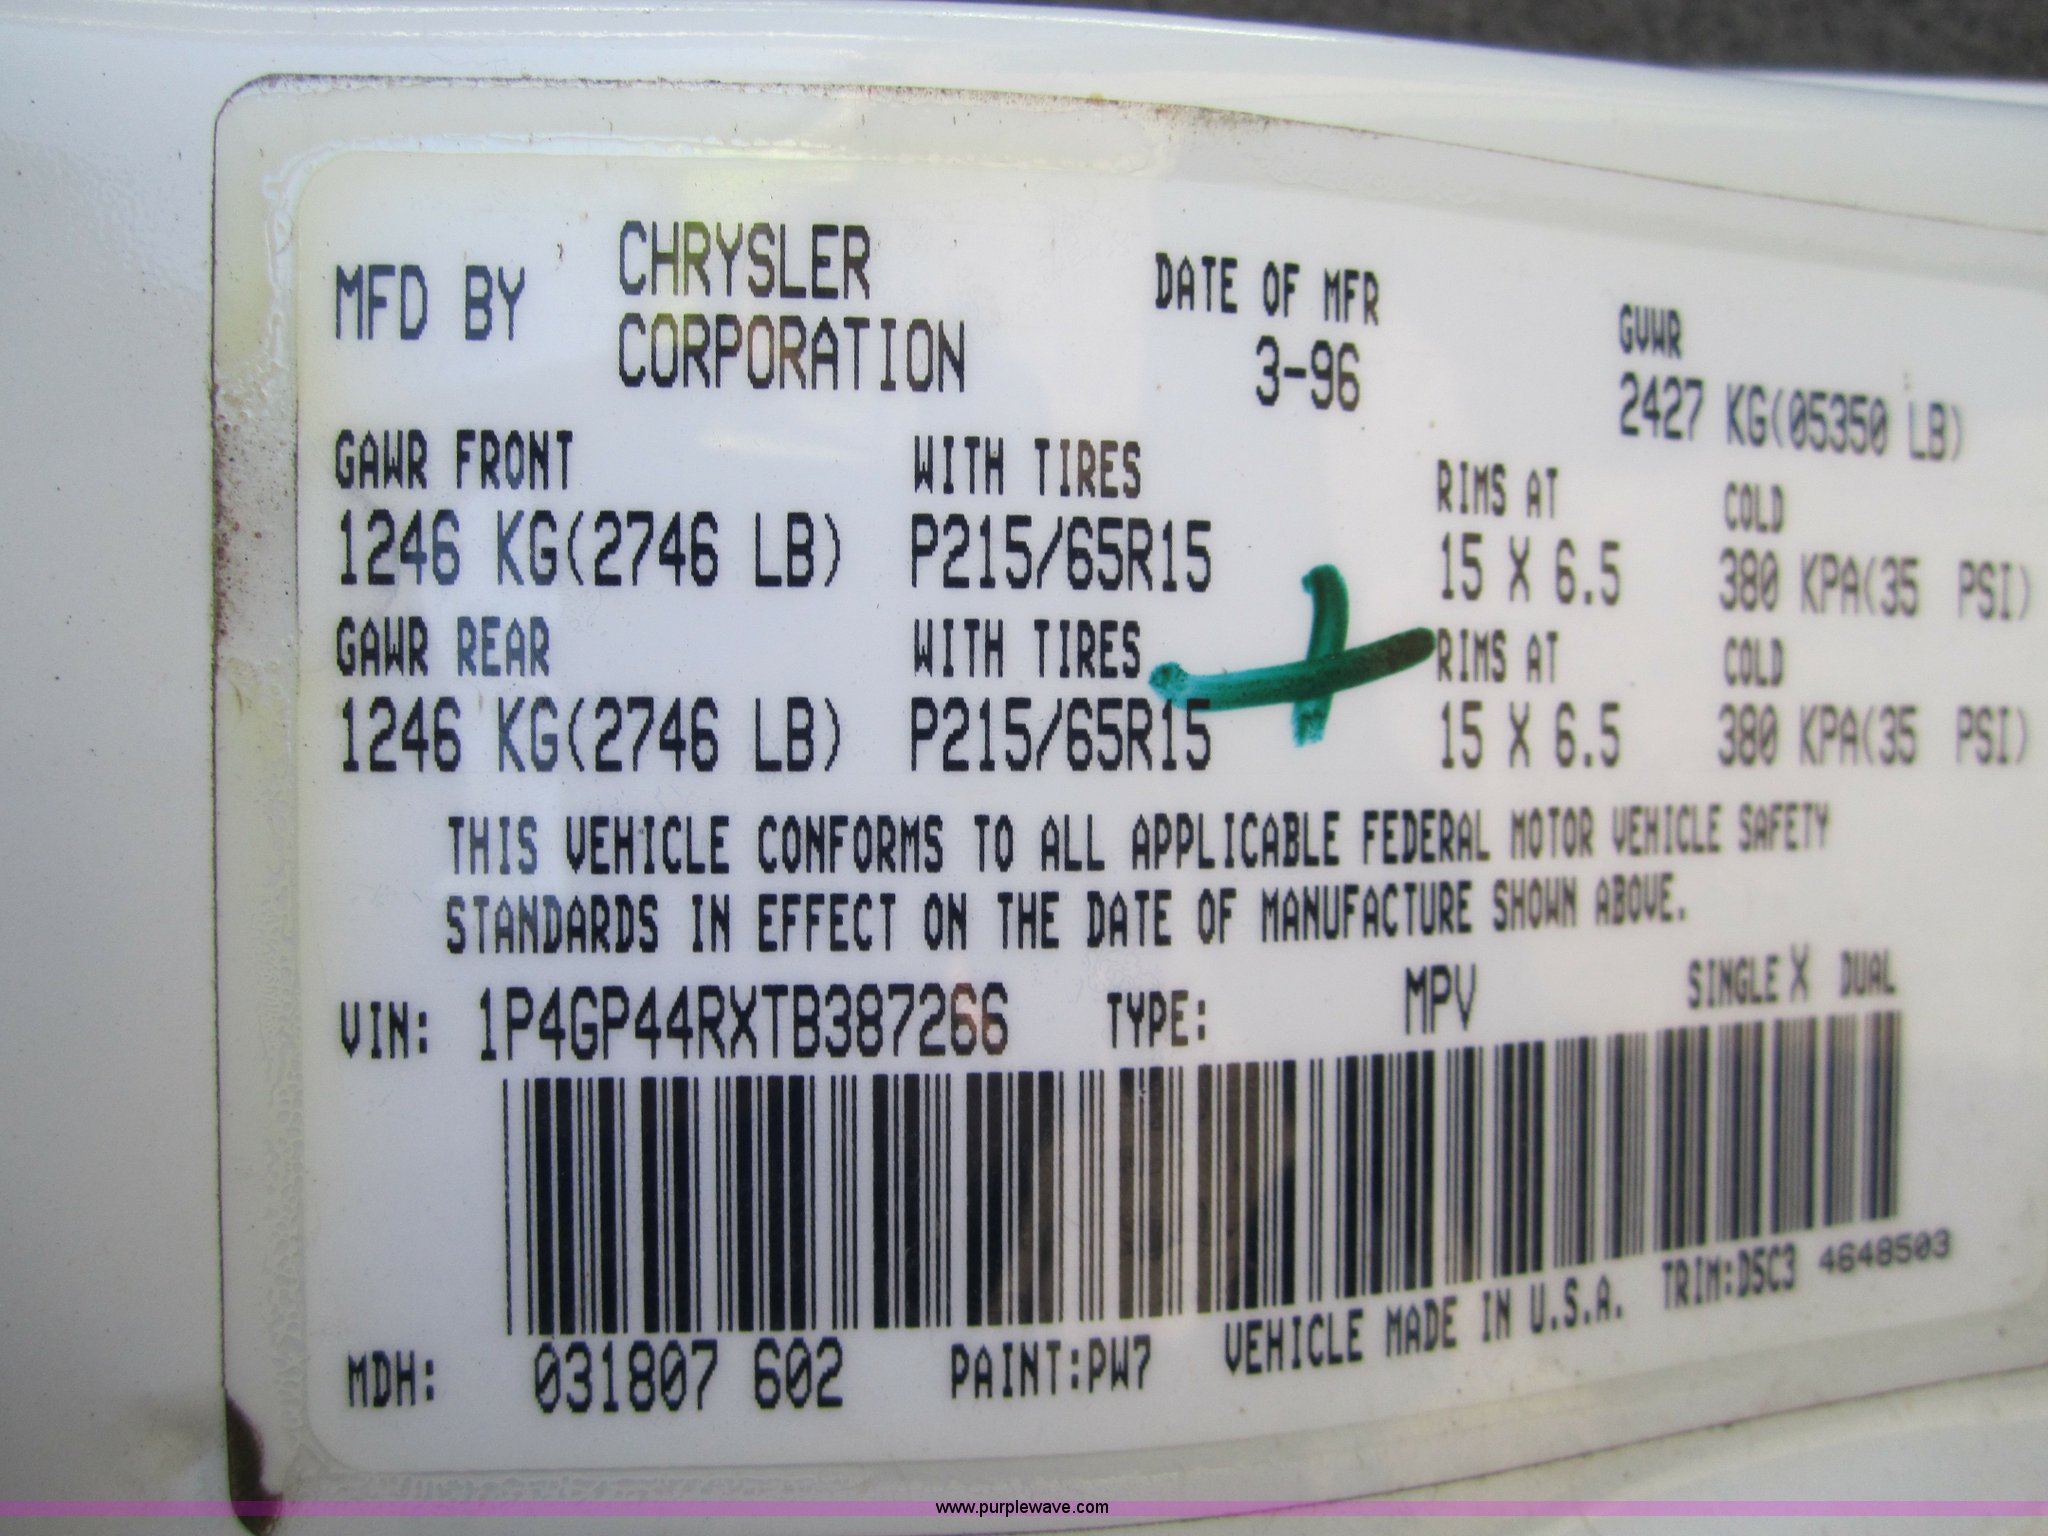 MFD BY CHRYSLER CORPORATION
DATE OF MFR
3-96
GVWR
2427 KG(05350 LB)
GAWR FRONT WITH TIRES RIMS AT COLD
1246 KG(2746 LB) P215/65R15 15 X 6.5 380 KPA(35 PSI)
GAWR REAR WITH TIRES RIMS AT COLD
1246 KG(2746 LB) P215/65R15 15 X 6.5 380 KPA(35 PSI)
THIS VEHICLE CONFORMS TO ALL APPLICABLE FEDERAL MOTOR VEHICLE SAFETY
STANDARDS IN EFFECT ON THE DATE OF MANUFACTURE SHOWN ABOVE.
VIN: 1P4GP44RXTB387266 TYPE: MPV SINGLE X DUAL
MDH: 031807 602 PAINT:PW7 VEHICLE MADE IN U.S.A. TRIM:DSC3 4648503
www.purplewave.com